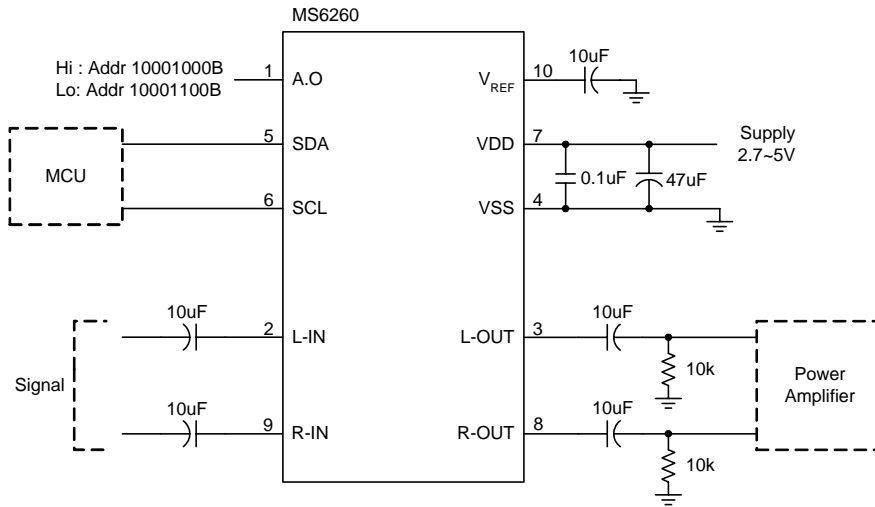 MS6260
Hi : Addr 10001000B
Lo: Addr 10001100B
1
A.O
VREF
10
10uF
MCU
5
SDA
VDD
7
Supply
2.7~5V
0.1uF
47uF
6
SCL
VSS
4
Signal
10uF
2
L-IN
L-OUT
3
10uF
10k
10uF
9
R-IN
R-OUT
8
10uF
10k
Power
Amplifier